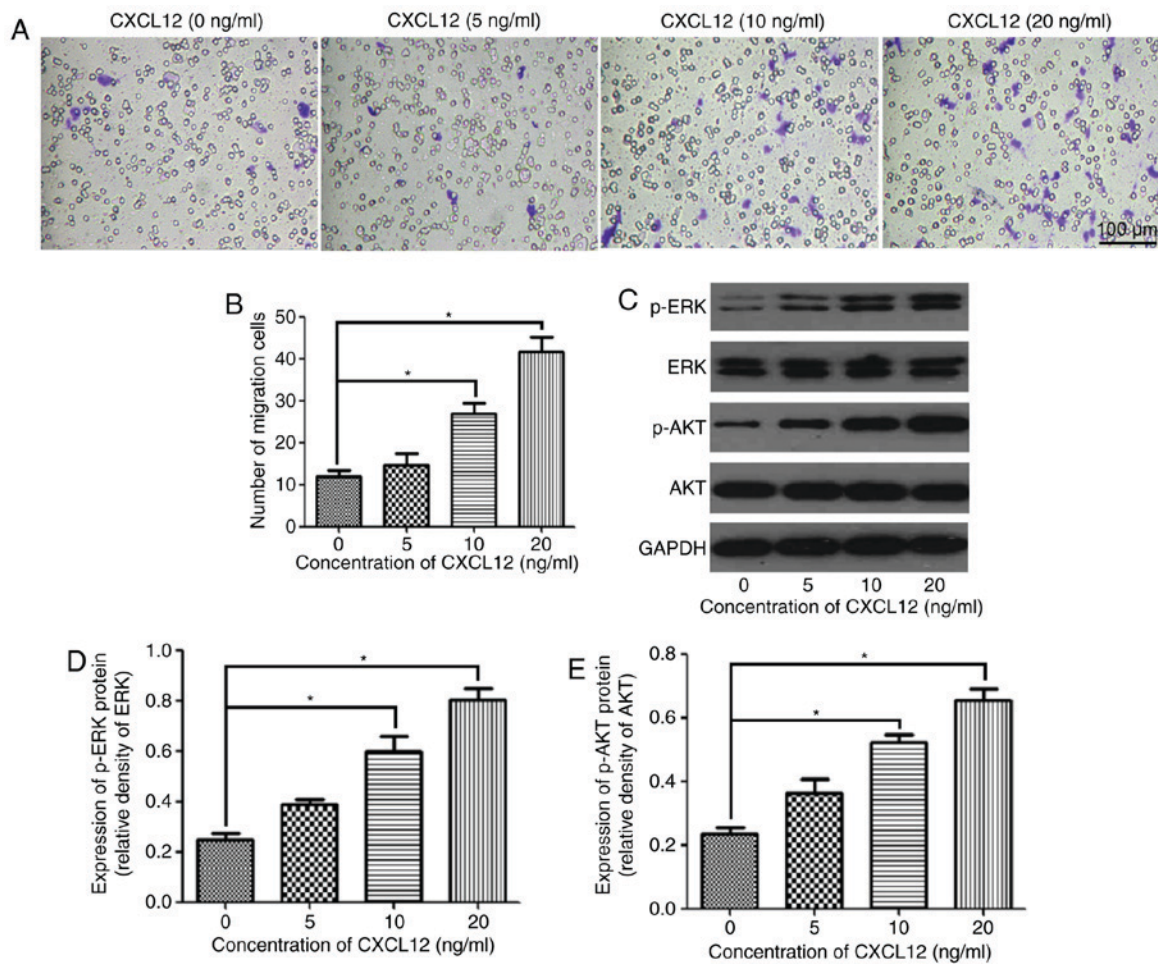 A
CXCL12 (0 ng/ml)
CXCL12 (5 ng/ml)
CXCL12 (10 ng/ml)
CXCL12 (20 ng/ml)
100 µm
B
Number of migration cells
50
40
30
20
10
0
*
*
0
5
10
20
Concentration of CXCL12 (ng/ml)
C
p-ERK
ERK
p-AKT
AKT
GAPDH
0
5
10
20
Concentration of CXCL12 (ng/ml)
D
Expression of p-ERK protein
(relative density of ERK)
1.0
0.8
0.6
0.4
0.2
0.0
*
*
0
5
10
20
Concentration of CXCL12 (ng/ml)
E
Expression of p-AKT protein
(relative density of AKT)
0.8
0.6
0.4
0.2
0.0
*
*
0
5
10
20
Concentration of CXCL12 (ng/ml)